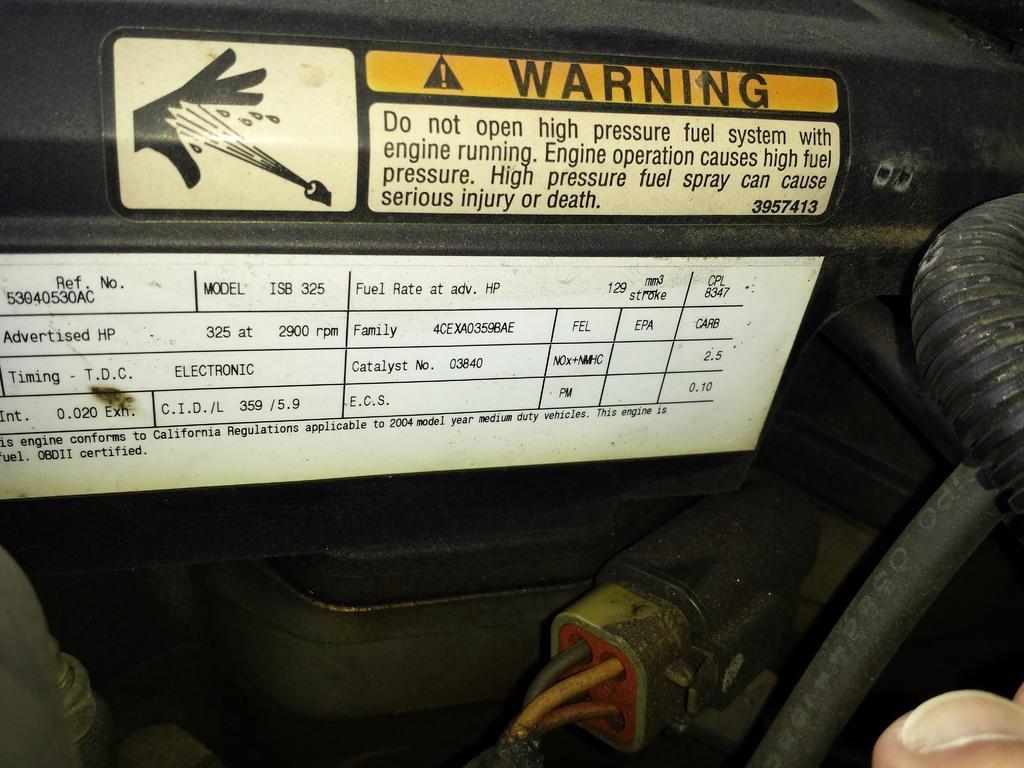 WARNING
Do not open high pressure fuel system with
engine running. Engine operation causes high fuel
pressure. High pressure fuel spray can cause
serious injury or death.
3957413
Ref. No.
53040530AC
MODEL ISB 325
Fuel Rate at adv. HP 129 mm3 stroke
CPL
8347
Advertised HP 325 at 2900 rpm
Family 4CEXA0359BAE
FEL EPA CARB
Timing - T.D.C. ELECTRONIC
Catalyst No. 03840
NOx+NMHC 2.5
Int. 0.020 Exh.
C.I.D./L 359 /5.9
E.C.S.
PM 0.10
is engine conforms to California Regulations applicable to 2004 model year medium duty vehicles. This engine is
fuel. OBDII certified.